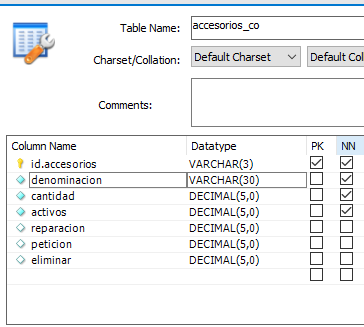 Table Name: accesorios_co
Charset/Collation: Default Charset Default Col
Comments:
Column Name Datatype PK NN
id.accesorios VARCHAR(3)
denominacion VARCHAR(30)
cantidad DECIMAL(5,0)
activos DECIMAL(5,0)
reparacion DECIMAL(5,0)
peticion DECIMAL(5,0)
eliminar DECIMAL(5,0)